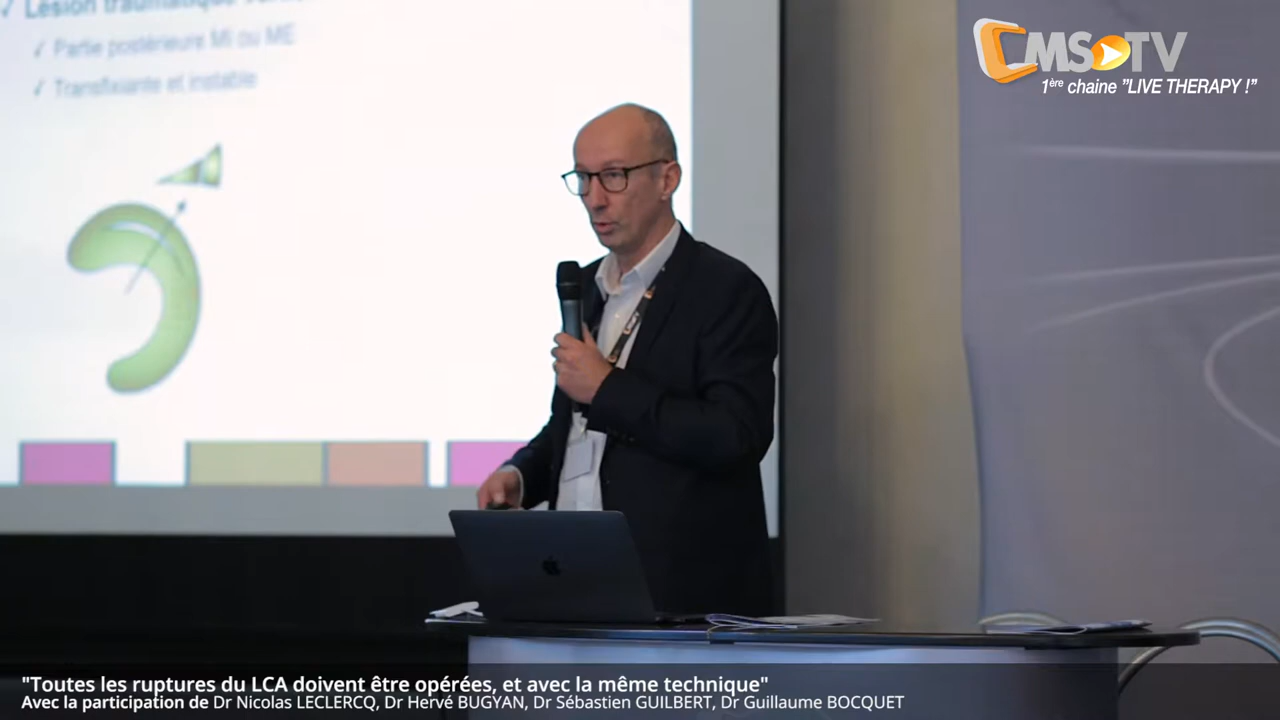 ✓ Lésion traumatique
✓ Partie postérieure MI ou ME
✓ Transfixiante et instable
CMS TV
1ère chaine "LIVE THERAPY !"
"Toutes les ruptures du LCA doivent être opérées, et avec la même technique"
Avec la participation de Dr Nicolas LECLERCQ, Dr Hervé BUGYAN, Dr Sébastien GUILBERT, Dr Guillaume BOCQUET